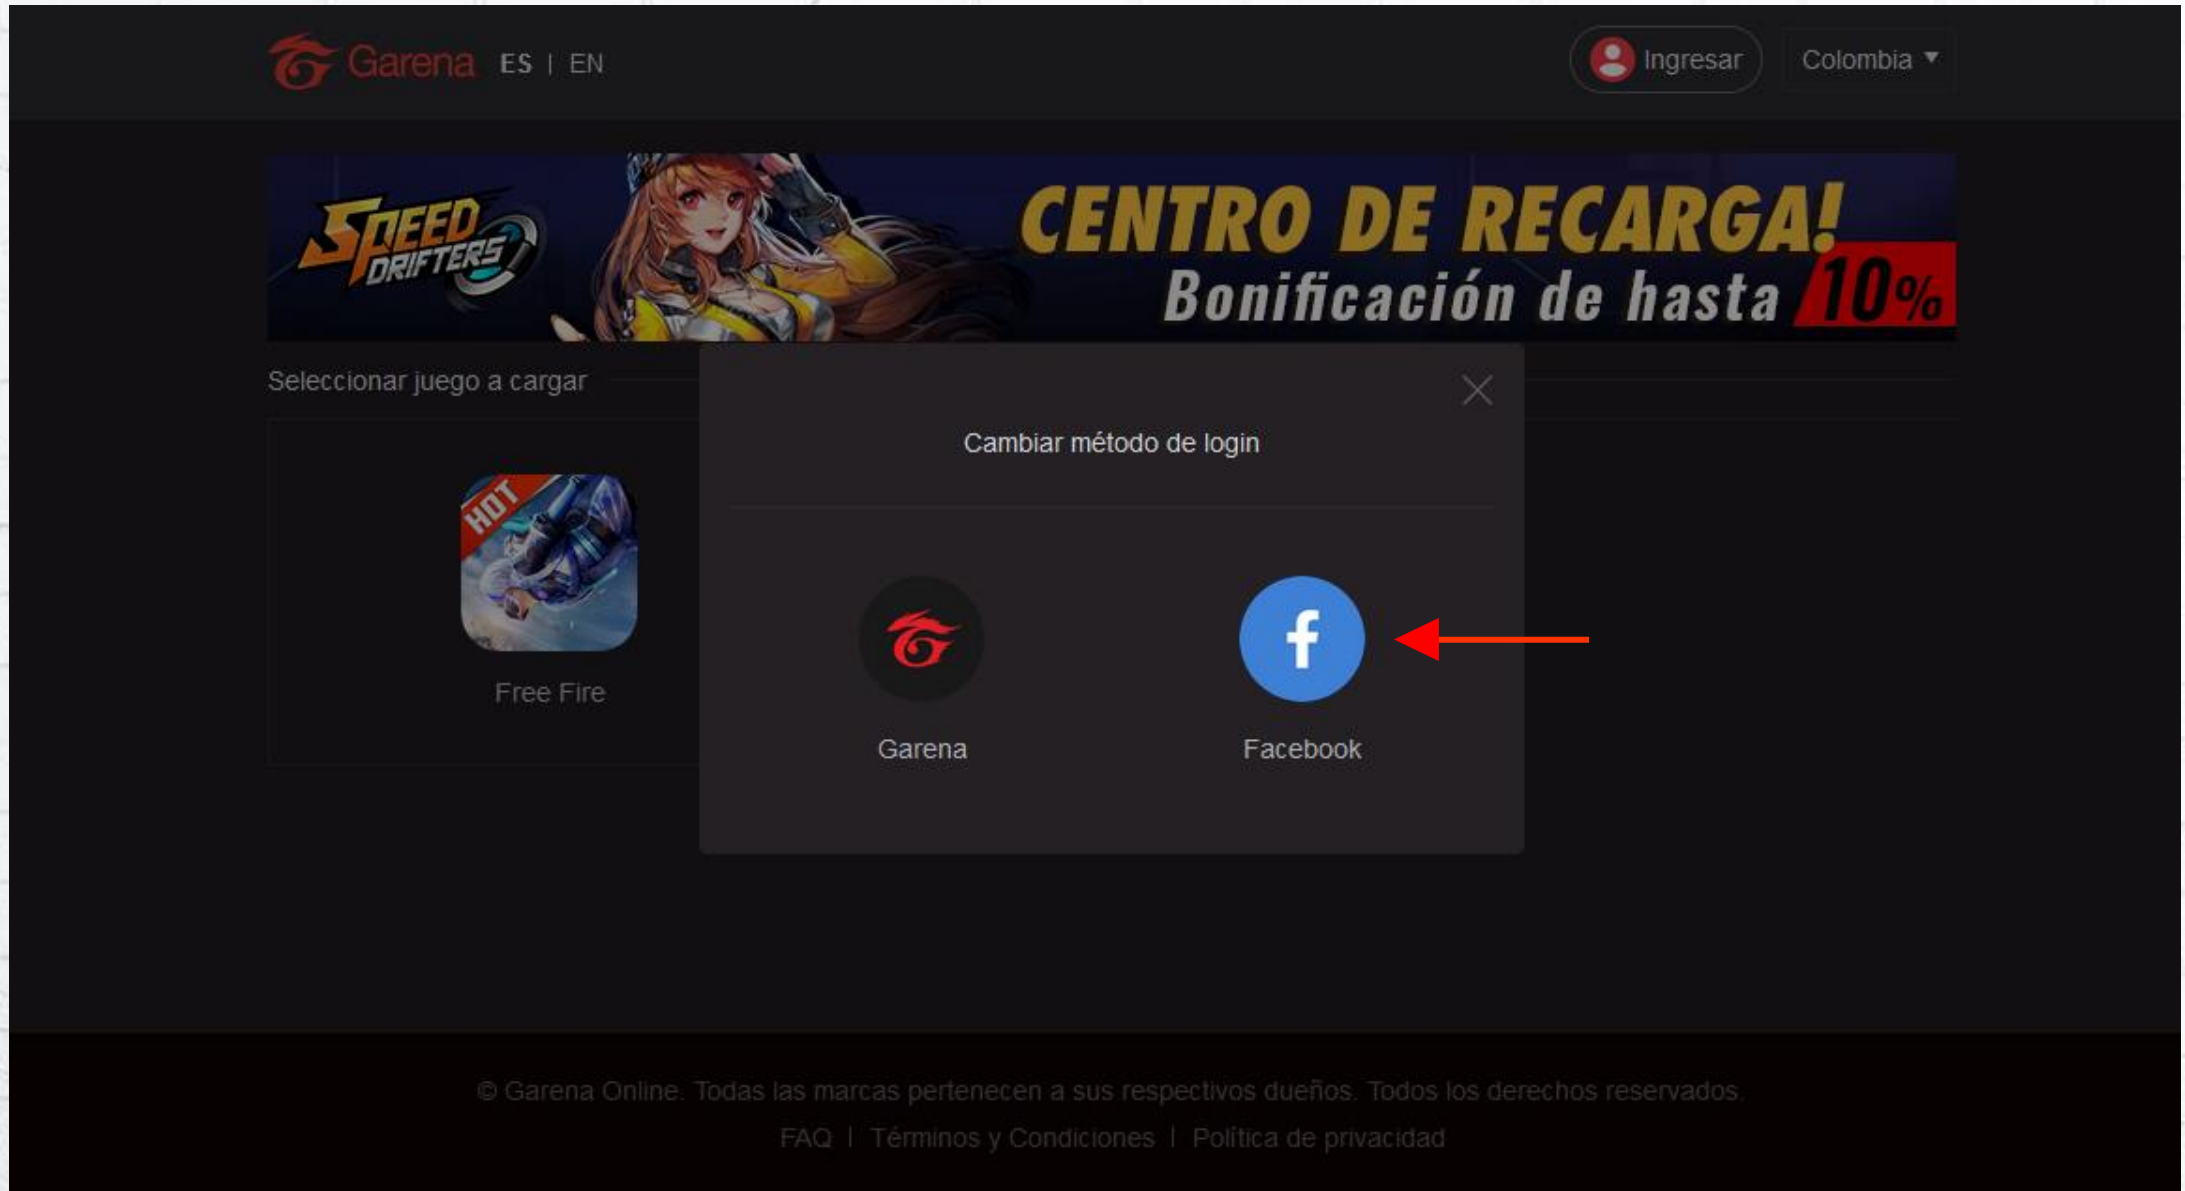 Garena ES | EN
Ingresar
Colombia ▼
SPEED
DRIFTERS
CENTRO DE RECARGA!
Bonificación de hasta 10%
Seleccionar juego a cargar
Cambiar método de login
HOT
Free Fire
Garena
Facebook
© Garena Online. Todas las marcas pertenecen a sus respectivos dueños. Todos los derechos reservados.
FAQ | Términos y Condiciones | Política de privacidad